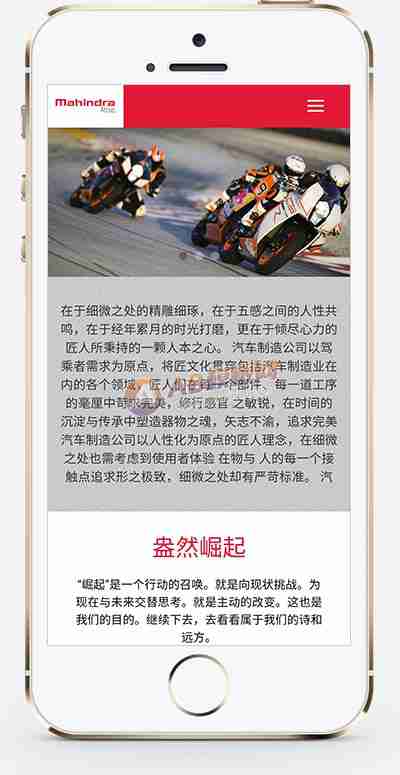 Mahindra
在于细微之处的精雕细琢，在于五感之间的人性共
鸣，在于经年累月的时光打磨，更在于倾尽心力的
匠人所秉持的一颗人本之心。 汽车制造公司以驾
乘者需求为原点，将匠文化贯穿包括汽车制造业在
内的各个领域，匠人们在每一个部件、每一道工序
的毫厘中苛求完美，修行感官 之敏锐，在时间的
沉淀与传承中塑造器物之魂，矢志不渝，追求完美
汽车制造公司以人性化为原点的匠人理念，在细微
之处也需考虑到使用者体验 在物与 人的每一个接
触点追求形之极致，细微之处却有严苛标准。 汽
盎然崛起
“崛起”是一个行动的召唤。就是向现状挑战。为
现在与未来交替思考。就是主动的改变。这也是
我们的目的。继续下去，去看看属于我们的诗和
远方。